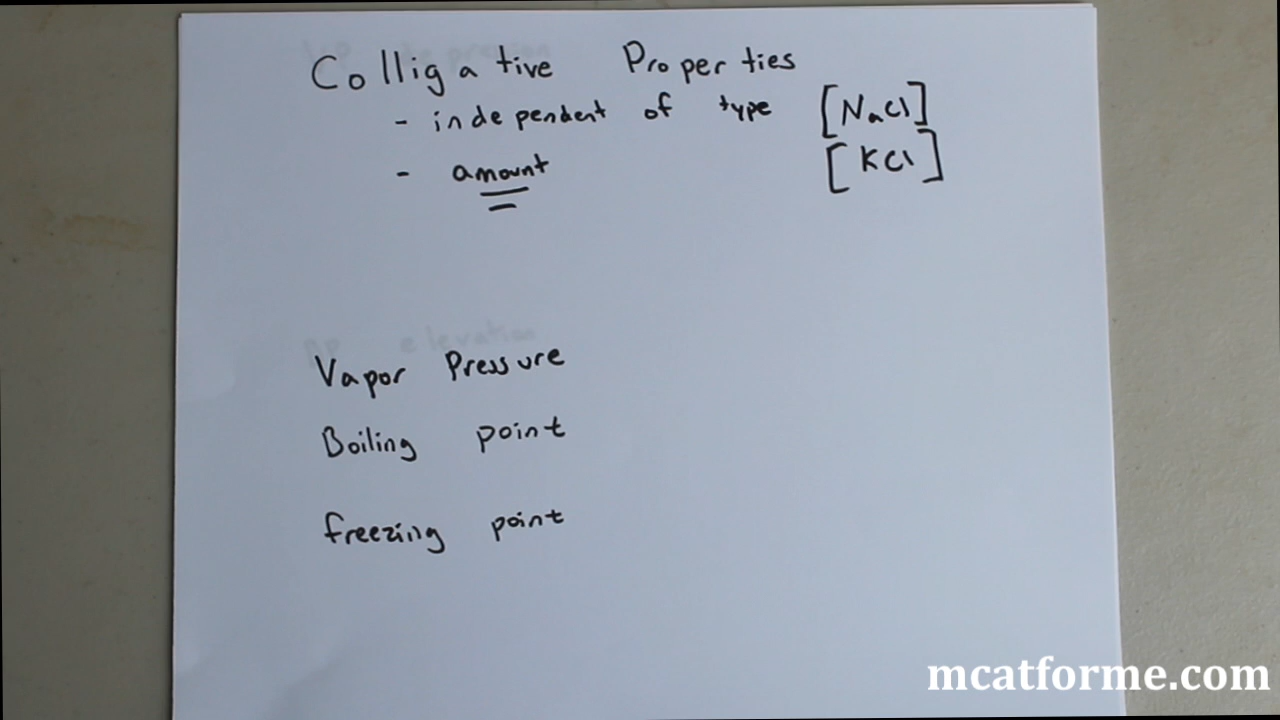 Colligative Properties
- independent of type [NaCl]
- amount [KCl]
Vapor Pressure
Boiling point
freezing point
mcatforme.com